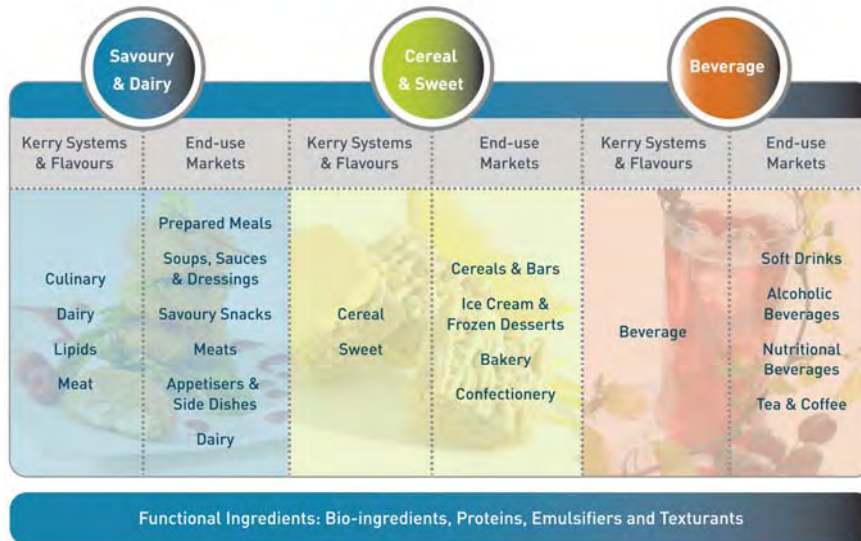 Savoury
& Dairy
Cereal
& Sweet
Beverage
Kerry Systems
& Flavours
End-use
Markets
Kerry Systems
& Flavours
End-use
Markets
Kerry Systems
& Flavours
End-use
Markets
Culinary
Dairy
Lipids
Meat
Prepared Meals
Soups, Sauces
& Dressings
Savoury Snacks
Meats
Appetisers &
Side Dishes
Dairy
Cereal
Sweet
Cereals & Bars
Ice Cream &
Frozen Desserts
Bakery
Confectionery
Beverage
Soft Drinks
Alcoholic
Beverages
Nutritional
Beverages
Tea & Coffee
Functional Ingredients: Bio-ingredients, Proteins, Emulsifiers and Texturants